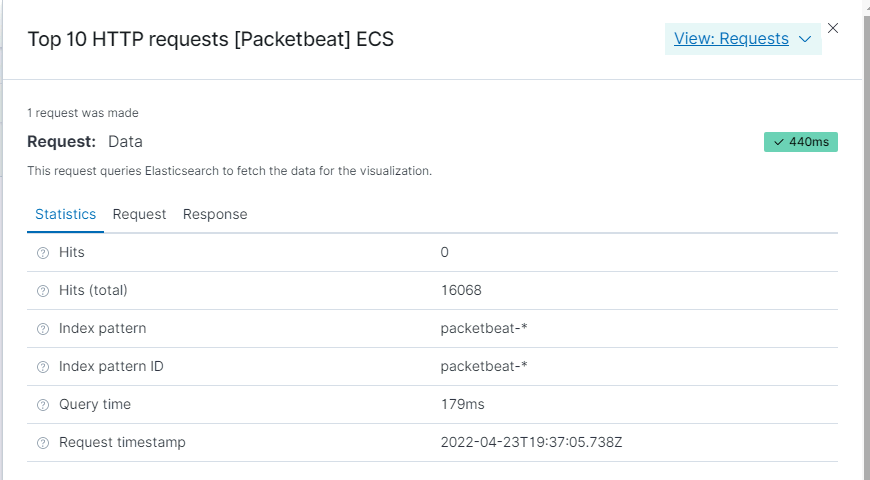 Top 10 HTTP requests [Packetbeat] ECS
View: Requests
1 request was made
Request: Data
440ms
This request queries Elasticsearch to fetch the data for the visualization.
Statistics Request Response
Hits 0
Hits (total) 16068
Index pattern packetbeat-*
Index pattern ID packetbeat-*
Query time 179ms
Request timestamp 2022-04-23T19:37:05.738Z